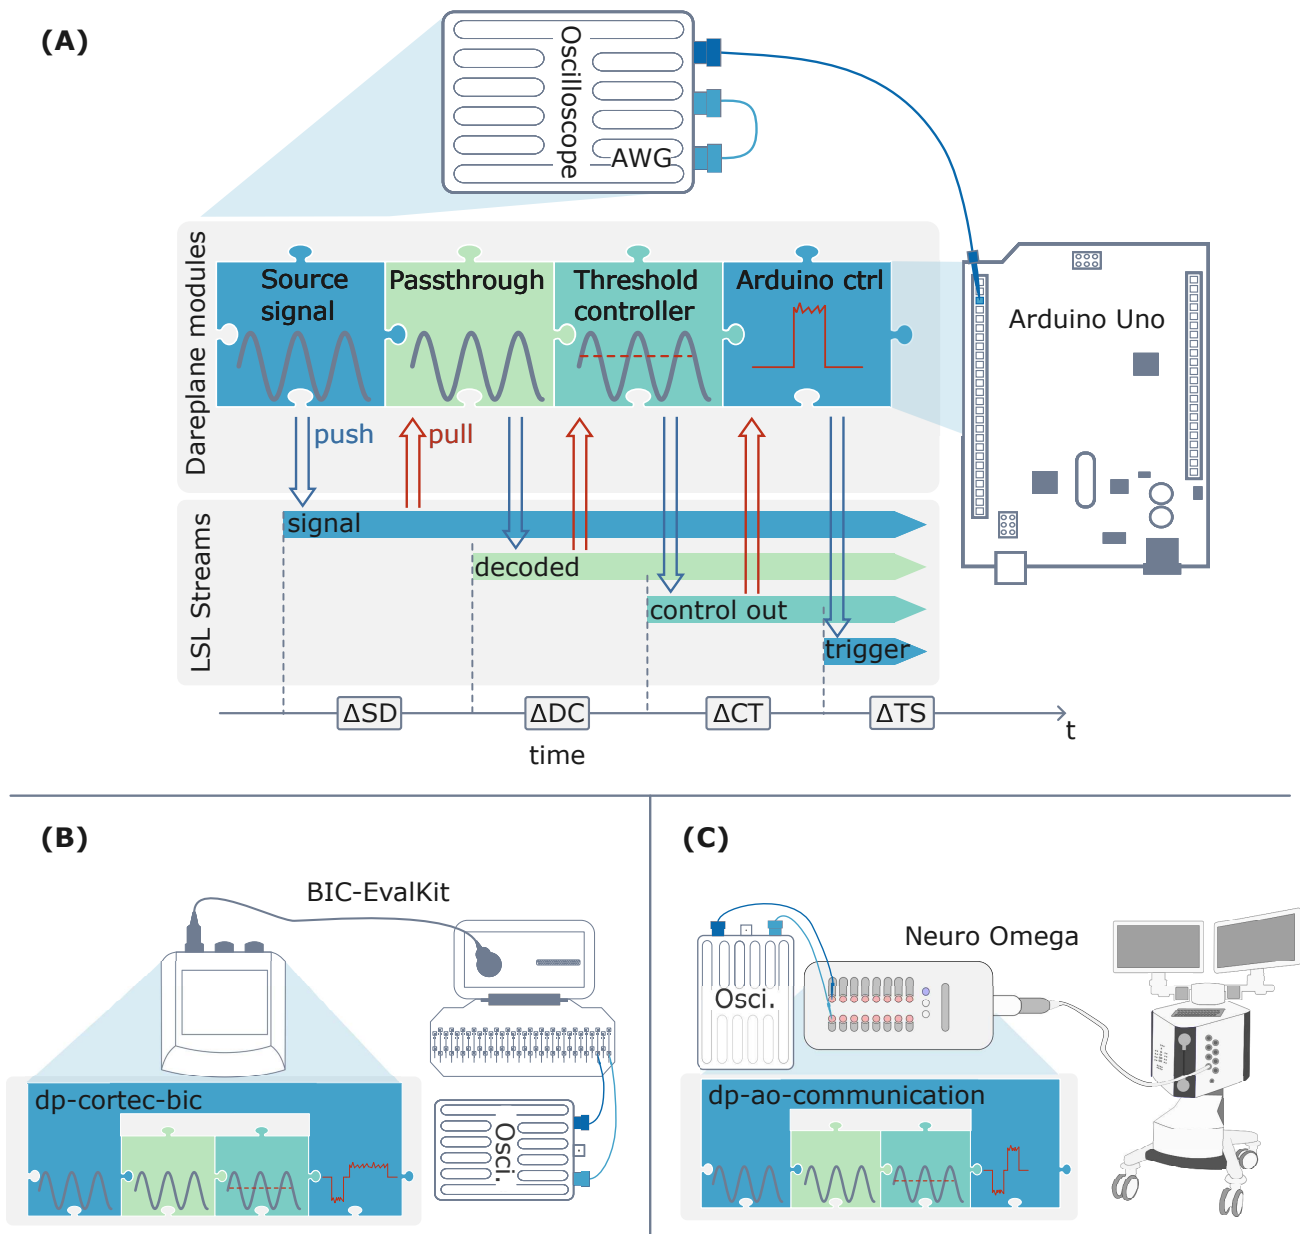 (A)
Oscilloscope
AWG
Dareplane modules
Source
signal
Passthrough
Threshold
controller
Arduino ctrl
Arduino Uno
push
pull
LSL Streams
signal
decoded
control out
trigger
ΔSD
ΔDC
ΔCT
ΔTS
t
time
(B)
BIC-EvalKit
dp-cortec-bic
Osci.
(C)
Neuro Omega
Osci.
dp-ao-communication